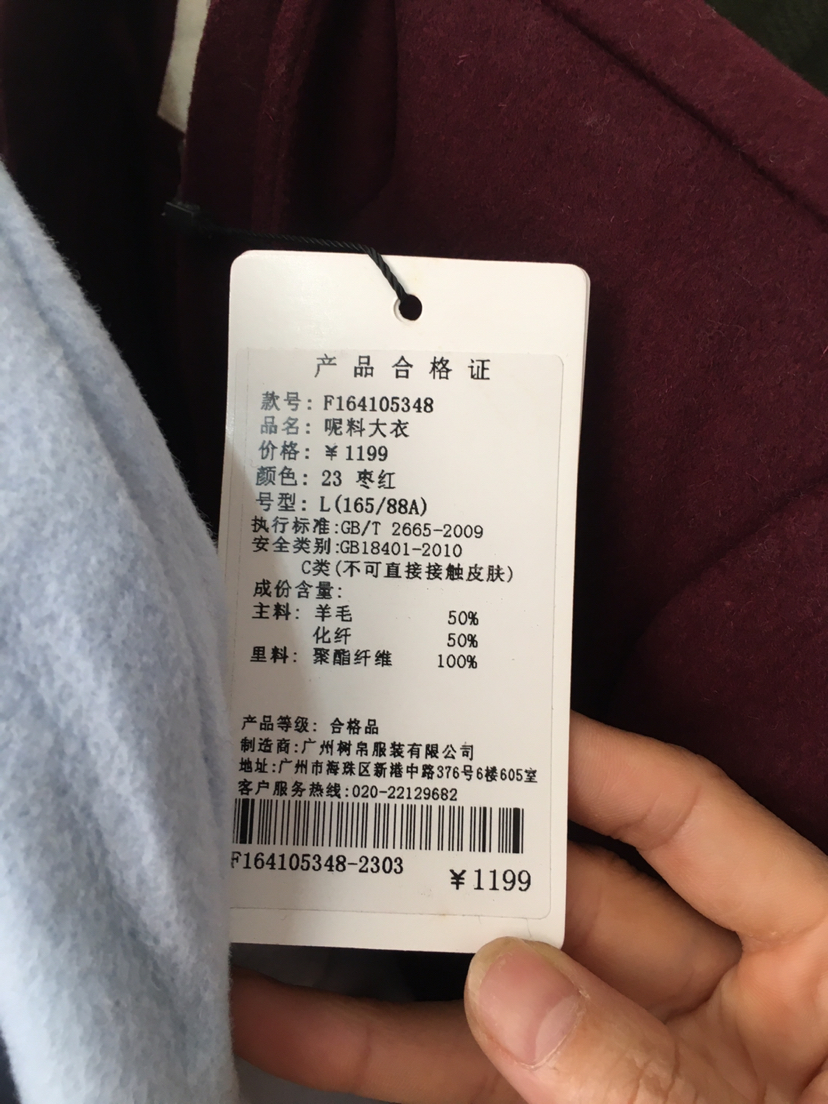 产品合格证
款号: F164105348
品名: 呢料大衣
价格: ¥1199
颜色: 23 枣红
号型: L(165/88A)
执行标准:GB/T 2665-2009
安全类别:GB18401-2010
C类(不可直接接触皮肤)
成份含量:
主料: 羊毛 50%
化纤 50%
里料: 聚酯纤维 100%
产品等级: 合格品
制造商:广州树帛服装有限公司
地址:广州市海珠区新港中路376号6楼605室
客户服务热线:020-22129682
F164105348-2303
¥1199